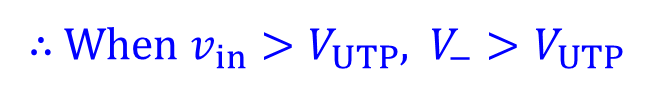 ∴ When v_in > V_UTP, V_− > V_UTP